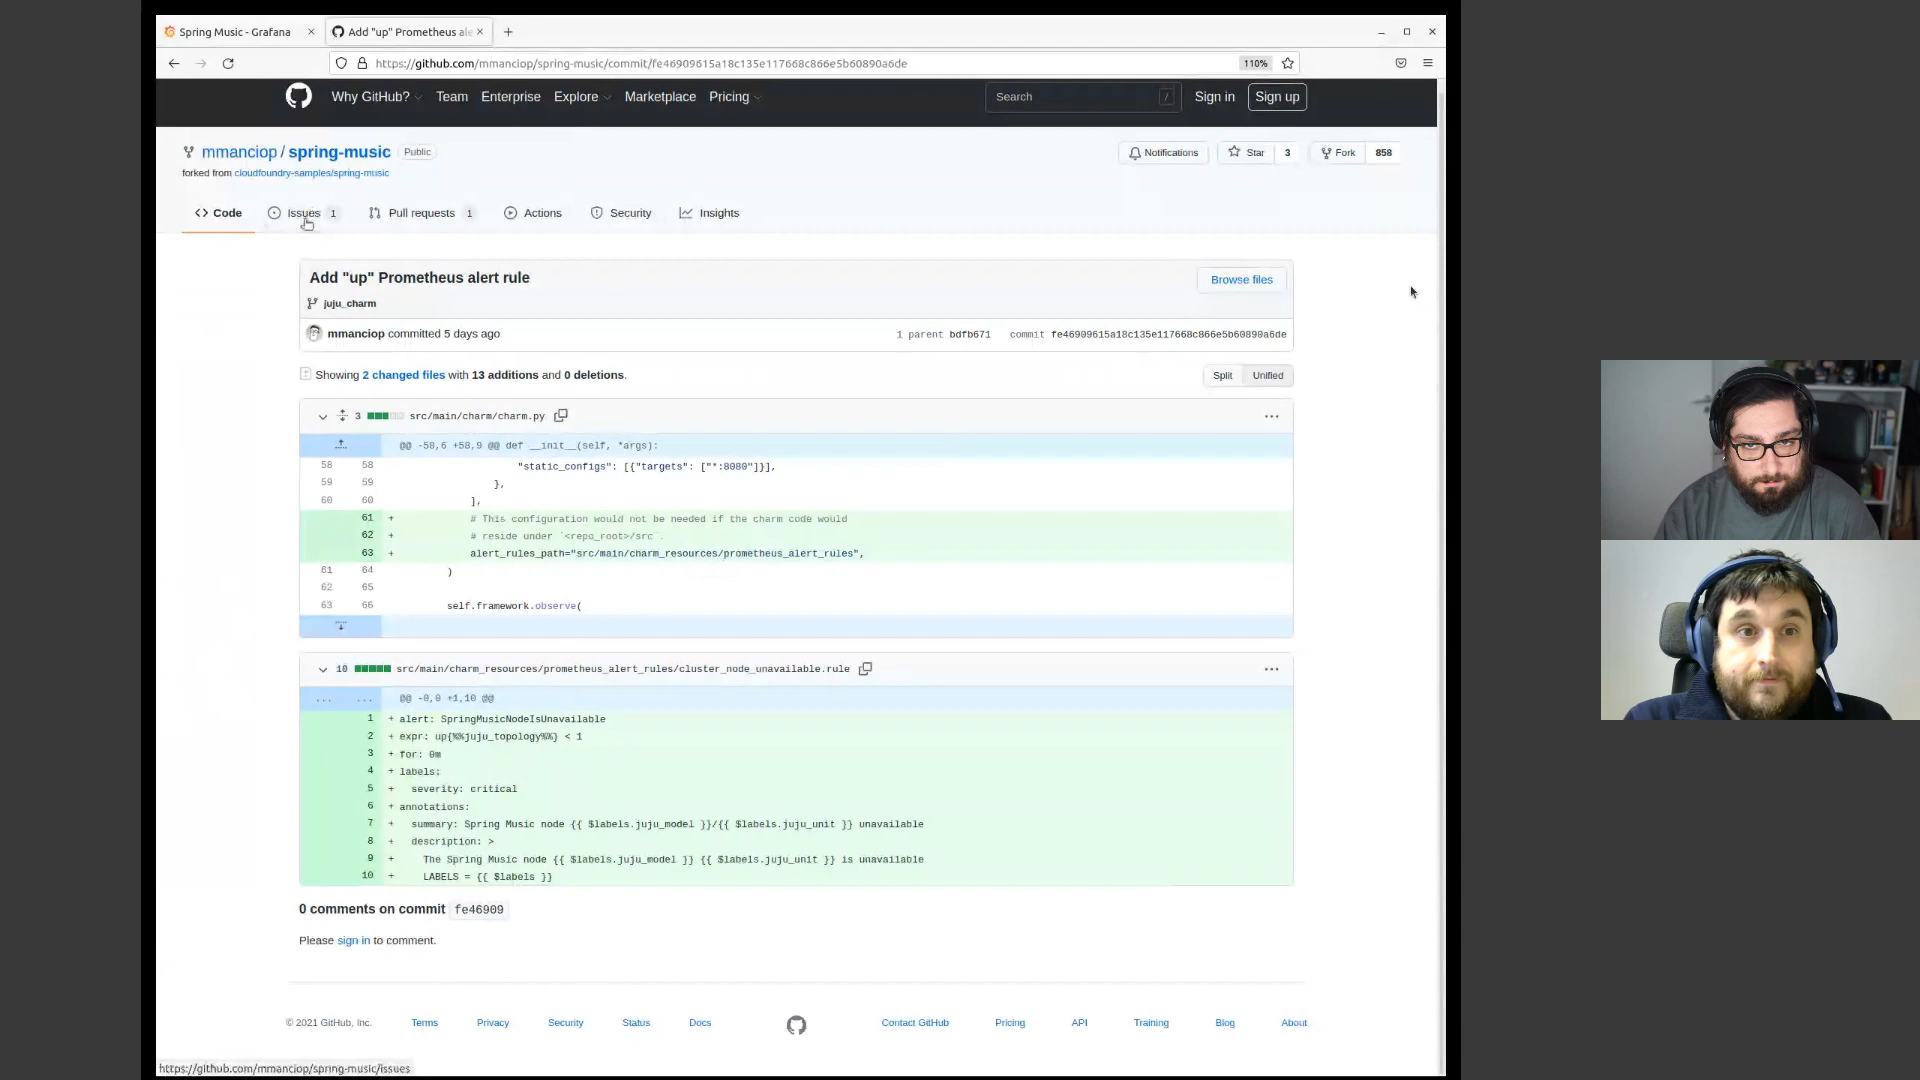 Spring Music - Grafana
Add "up" Prometheus ale
https://github.com/mmanciop/spring-music/commit/fe46909615a18c135e117668c866e5b60890a6de
110%
Why GitHub? Team Enterprise Explore Marketplace Pricing
Search /
Sign in Sign up
mmanciop / spring-music Public
Notifications Star 3 Fork 858
forked from cloudfoundry-samples/spring-music
<> Code Issues 1 Pull requests 1 Actions Security Insights
Add "up" Prometheus alert rule
Browse files
juju_charm
mmanciop committed 5 days ago
1 parent bdfb671 commit fe46909615a18c135e117668c866e5b60890a6de
Showing 2 changed files with 13 additions and 0 deletions.
Split Unified
3 src/main/charm/charm.py
@@ -58,6 +58,9 @@ def __init__(self, *args):
58 58 "static_configs": [{"targets": ["*:8080"]}],
59 59 },
60 60 ],
61 + # This configuration would not be needed if the charm code would
62 + # reside under `<repo_root>/src`.
63 + alert_rules_path="src/main/charm_resources/prometheus_alert_rules",
61 64 )
62 65
63 66 self.framework.observe(
10 src/main/charm_resources/prometheus_alert_rules/cluster_node_unavailable.rule
... ... @@ -0,0 +1,10 @@
1 + alert: SpringMusicNodeIsUnavailable
2 + expr: up{%%juju_topology%%} < 1
3 + for: 0m
4 + labels:
5 + severity: critical
6 + annotations:
7 + summary: Spring Music node {{ $labels.juju_model }}/{{ $labels.juju_unit }} unavailable
8 + description: >
9 + The Spring Music node {{ $labels.juju_model }} {{ $labels.juju_unit }} is unavailable
10 + LABELS = {{ $labels }}
0 comments on commit fe46909
Please sign in to comment.
© 2021 GitHub, Inc. Terms Privacy Security Status Docs Contact GitHub Pricing API Training Blog About
https://github.com/mmanciop/spring-music/issues